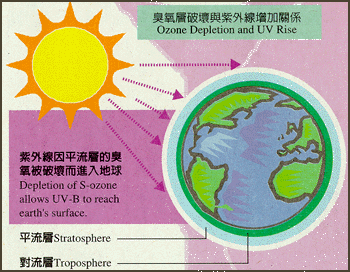 臭氧層破壞與紫外線增加關係
Ozone Depletion and UV Rise
紫外線因平流層的臭
氧被破壞而進入地球
Depletion of S-ozone
allows UV-B to reach
earth's surface.
平流層Stratosphere
對流層Troposphere